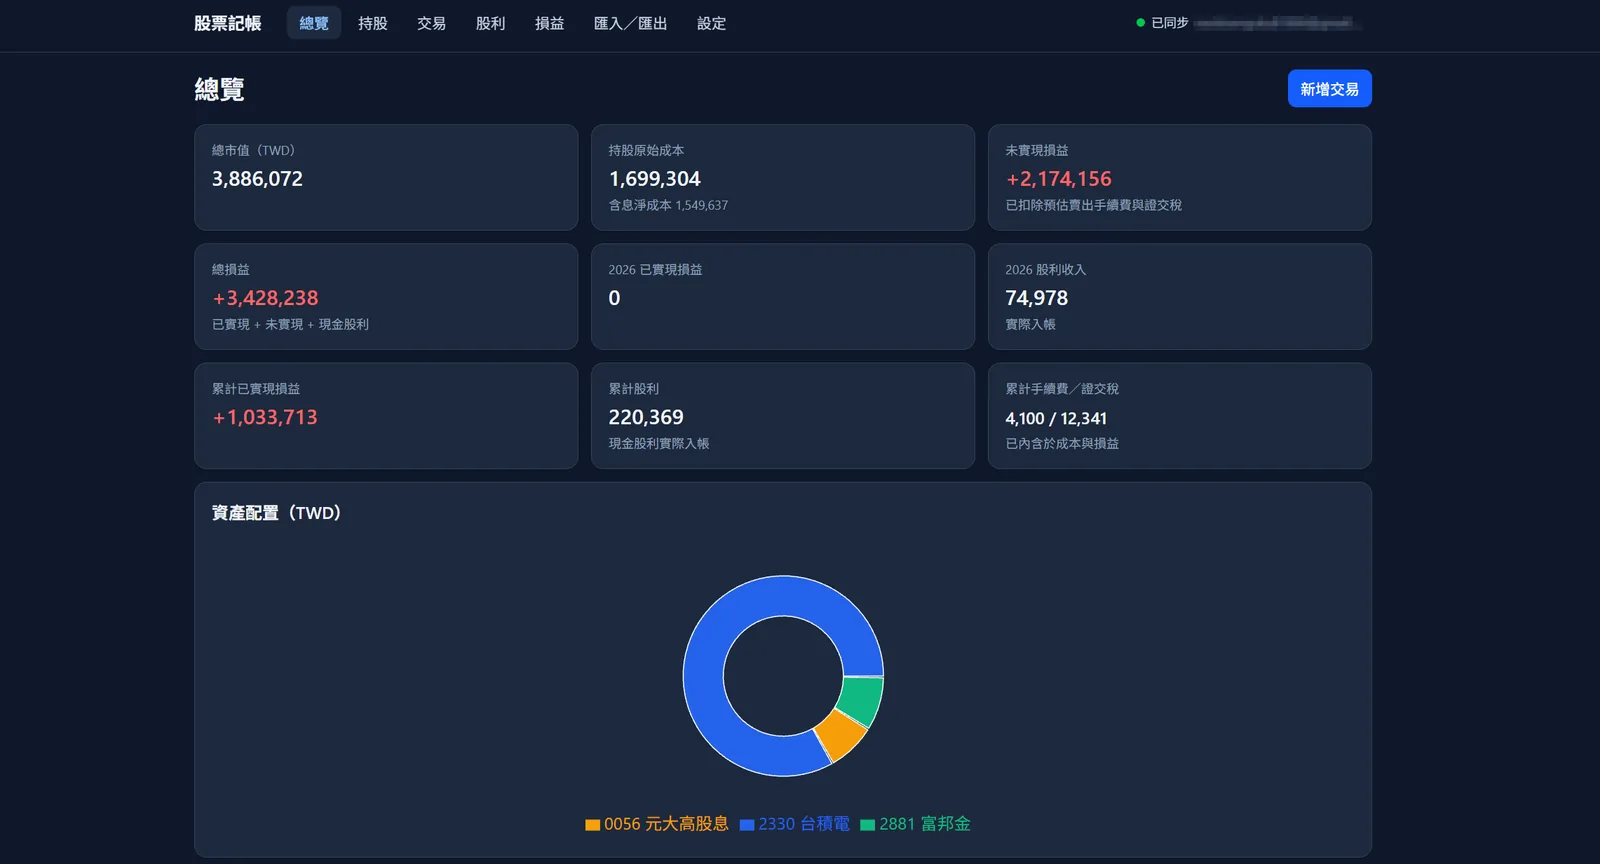 股票記帳 總覽 持股 交易 股利 損益 匯入／匯出 設定 已同步
總覽 新增交易
總市值（TWD）
3,886,072
持股原始成本
1,699,304
含息淨成本 1,549,637
未實現損益
+2,174,156
已扣除預估賣出手續費與證交稅
總損益
+3,428,238
已實現 + 未實現 + 現金股利
2026 已實現損益
0
2026 股利收入
74,978
實際入帳
累計已實現損益
+1,033,713
累計股利
220,369
現金股利實際入帳
累計手續費／證交稅
4,100 / 12,341
已內含於成本與損益
資產配置（TWD）
0056 元大高股息 2330 台積電 2881 富邦金